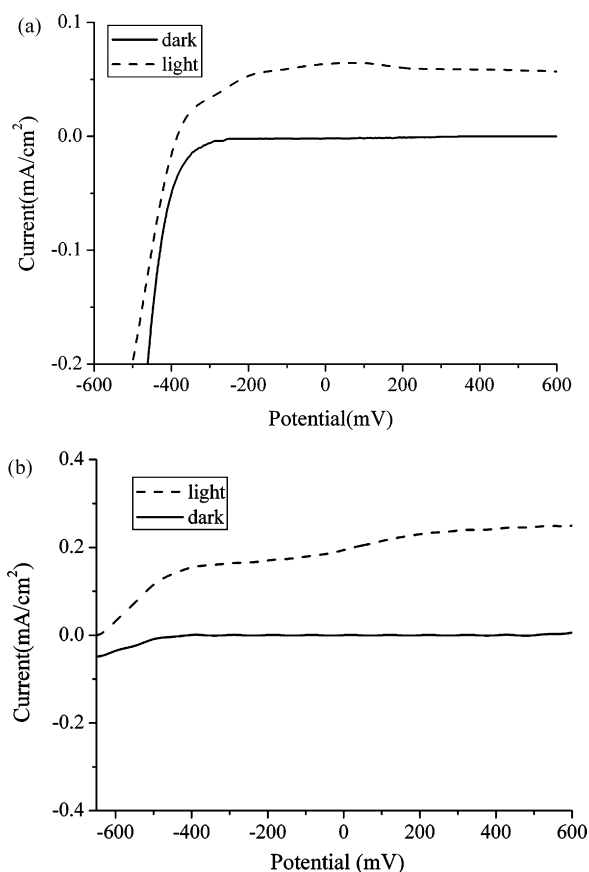 (a)
dark
light
0.1
0.0
-0.1
-0.2
Current(mA/cm²)
-600 -400 -200 0 200 400 600
Potential(mV)
(b)
light
dark
0.4
0.2
0.0
-0.2
-0.4
Current(mA/cm²)
-600 -400 -200 0 200 400 600
Potential (mV)